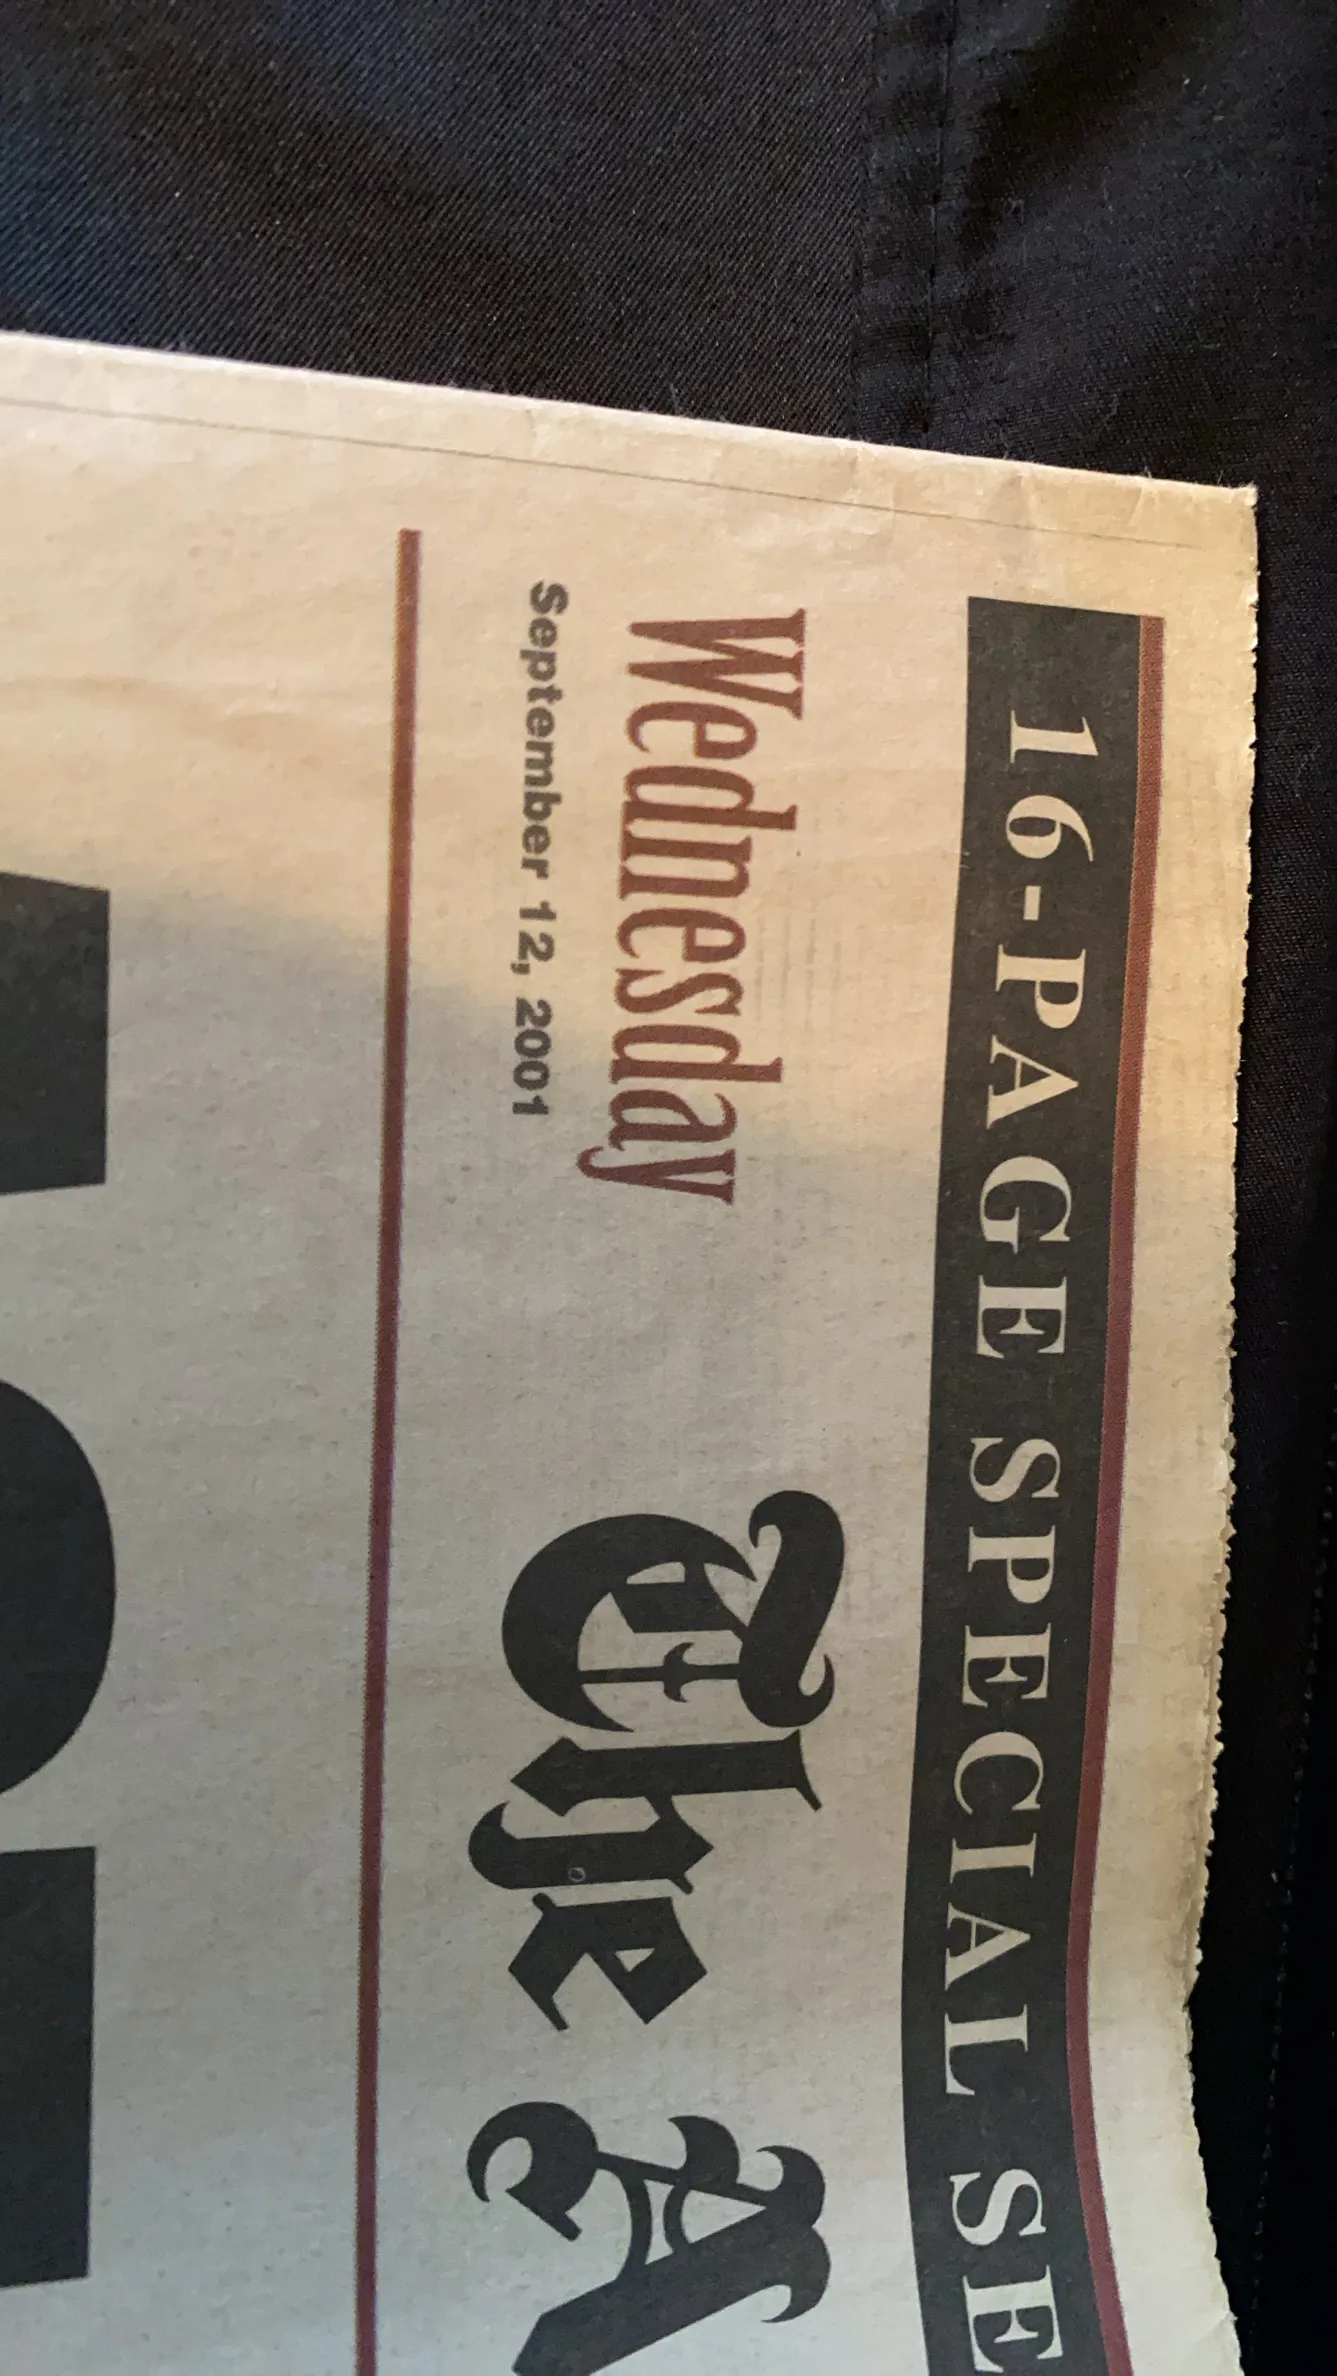 16-PAGE SPECIAL SE
Wednesday
September 12, 2001
The A